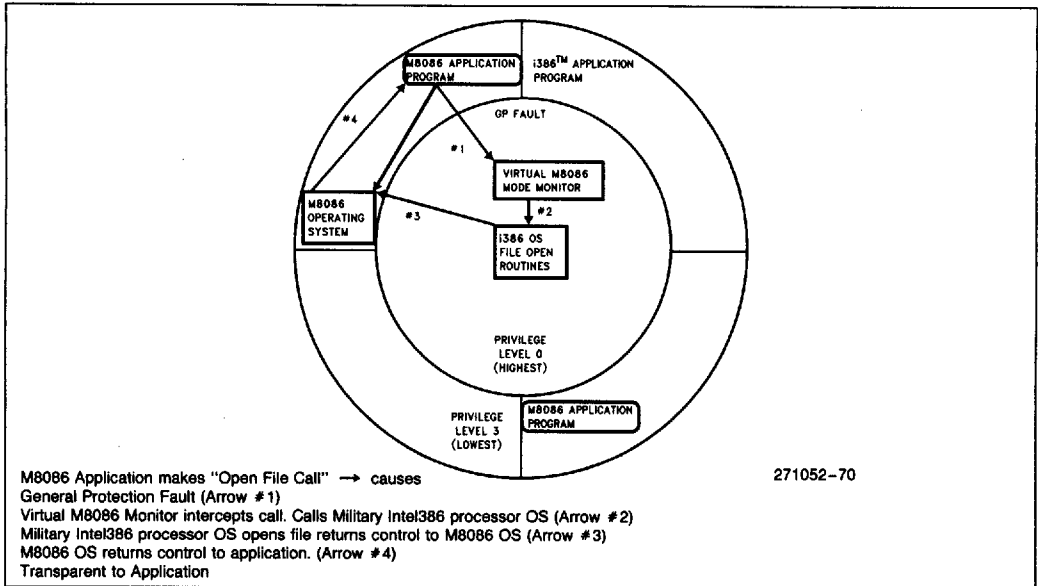 M8086 APPLICATION
PROGRAM
i386™ APPLICATION
PROGRAM
GP FAULT
#4
#1
VIRTUAL M8086
MODE MONITOR
M8086
OPERATING
SYSTEM
#3
#2
i386 OS
FILE OPEN
ROUTINES
PRIVILEGE
LEVEL 0
(HIGHEST)
PRIVILEGE
LEVEL 3
(LOWEST)
M8086 APPLICATION
PROGRAM
M8086 Application makes "Open File Call" → causes
271052-70
General Protection Fault (Arrow #1)
Virtual M8086 Monitor intercepts call. Calls Military Intel386 processor OS (Arrow #2)
Military Intel386 processor OS opens file returns control to M8086 OS (Arrow #3)
M8086 OS returns control to application. (Arrow #4)
Transparent to Application